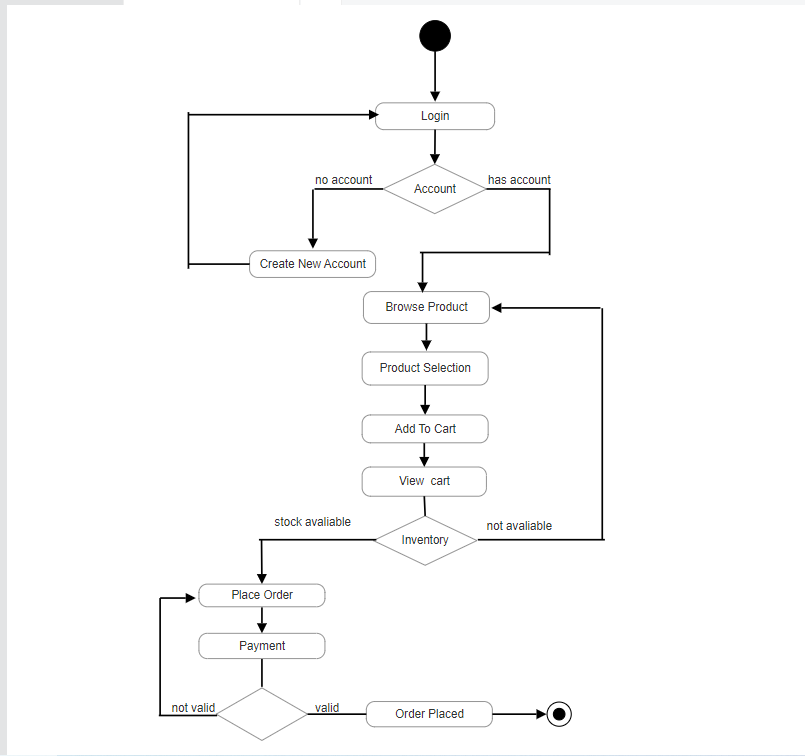 Login
no account
Account
has account
Create New Account
Browse Product
Product Selection
Add To Cart
View cart
stock avaliable
Inventory
not avaliable
Place Order
Payment
not valid
valid
Order Placed